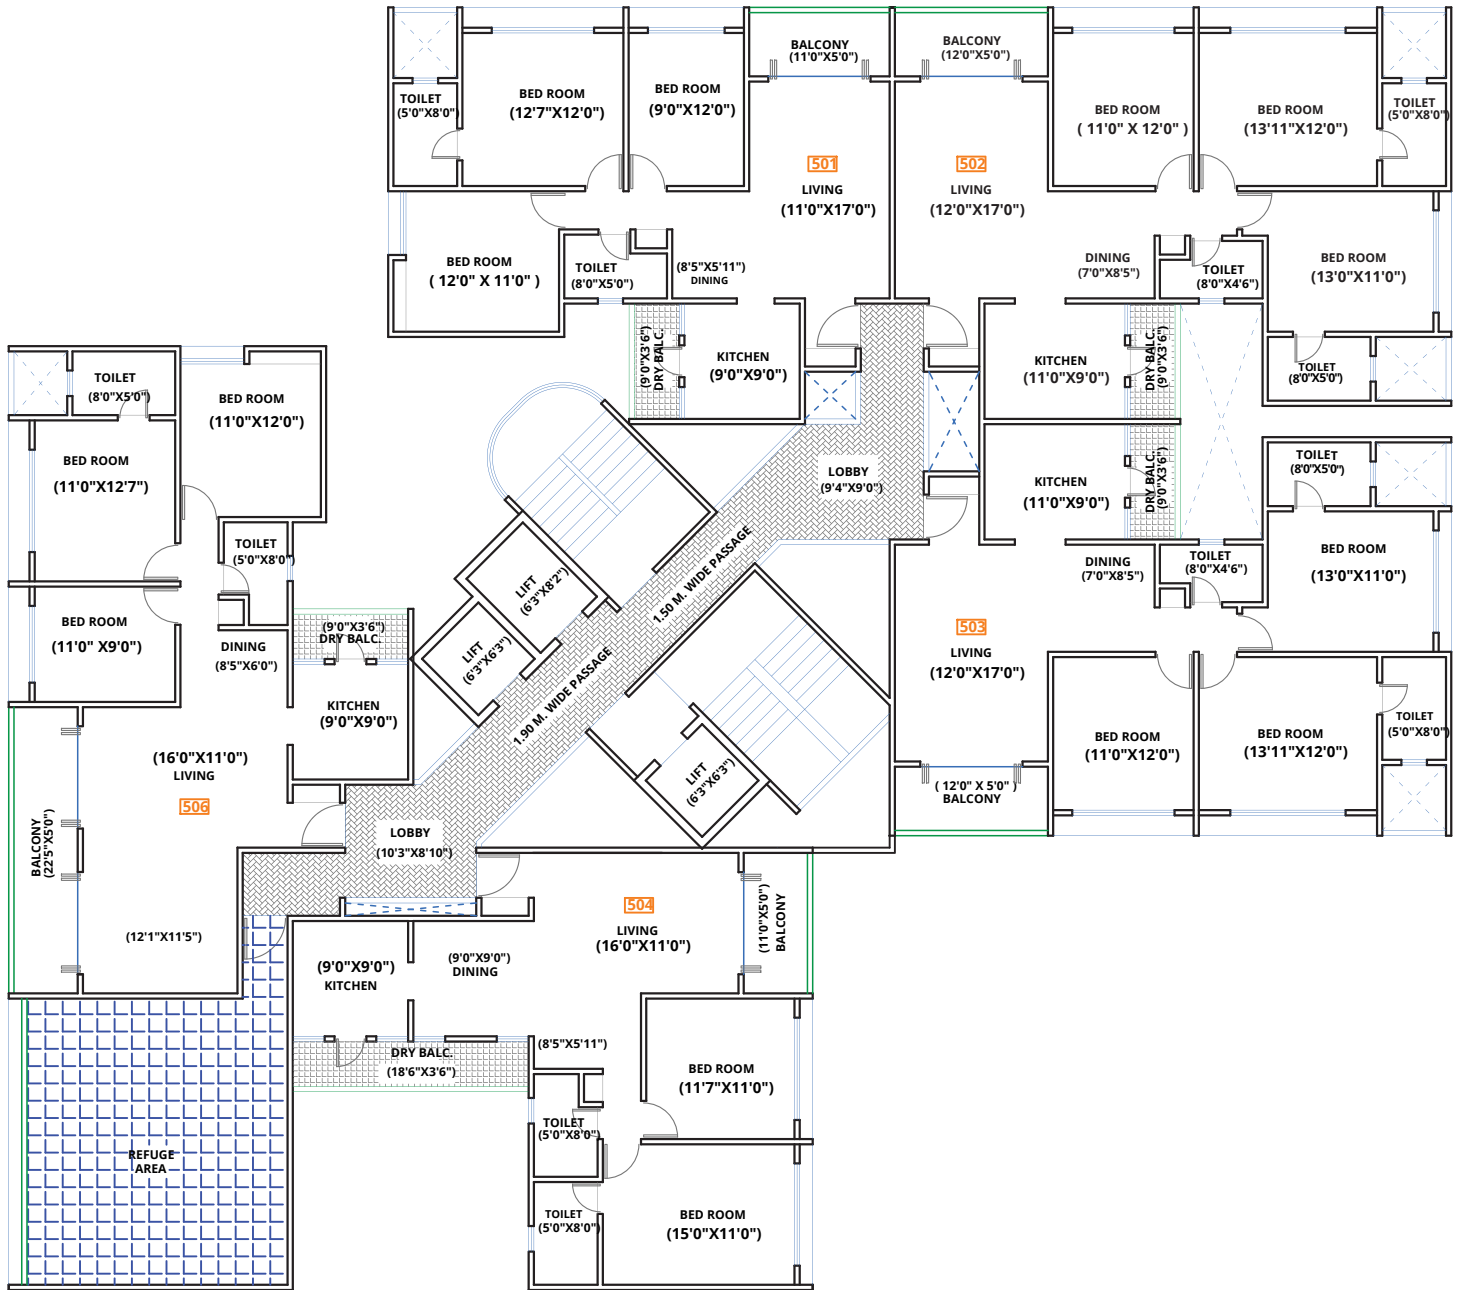 BALCONY
(11'0"X5'0")
BALCONY
(12'0"X5'0")
TOILET
(5'0"X8'0")
BED ROOM
(12'7"X12'0")
BED ROOM
(9'0"X12'0")
BED ROOM
( 11'0" X 12'0" )
BED ROOM
(13'11"X12'0")
TOILET
(5'0"X8'0")
501
LIVING
(11'0"X17'0")
502
LIVING
(12'0"X17'0")
BED ROOM
( 12'0" X 11'0" )
TOILET
(8'0"X5'0")
(8'5"X5'11")
DINING
DINING
(7'0"X8'5")
TOILET
(8'0"X4'6")
BED ROOM
(13'0"X11'0")
(9'0"X3'6")
DRY BALC.
KITCHEN
(9'0"X9'0")
KITCHEN
(11'0"X9'0")
DRY BALC.
(9'0"X3'6")
TOILET
(8'0"X5'0")
TOILET
(8'0"X5'0")
BED ROOM
(11'0"X12'0")
BED ROOM
(11'0"X12'7")
LOBBY
(9'4"X9'0")
KITCHEN
(11'0"X9'0")
DRY BALC.
(9'0"X3'6")
TOILET
(8'0"X5'0")
TOILET
(5'0"X8'0")
LIFT
(6'3"X8'2")
1.50 M. WIDE PASSAGE
DINING
(7'0"X8'5")
TOILET
(8'0"X4'6")
BED ROOM
(13'0"X11'0")
BED ROOM
(11'0" X9'0")
DINING
(8'5"X6'0")
(9'0"X3'6")
DRY BALC.
LIFT
(6'3"X6'3")
1.90 M. WIDE PASSAGE
503
LIVING
(12'0"X17'0")
KITCHEN
(9'0"X9'0")
BED ROOM
(11'0"X12'0")
BED ROOM
(13'11"X12'0")
TOILET
(5'0"X8'0")
(16'0"X11'0")
LIVING
506
LIFT
(6'3"X6'3")
( 12'0" X 5'0" )
BALCONY
BALCONY
(22'5"X5'0")
LOBBY
(10'3"X8'10")
(12'1"X11'5")
504
LIVING
(16'0"X11'0")
(11'0"X5'0")
BALCONY
(9'0"X9'0")
KITCHEN
(9'0"X9'0")
DINING
DRY BALC.
(18'6"X3'6")
(8'5"X5'11")
BED ROOM
(11'7"X11'0")
TOILET
(5'0"X8'0")
REFUGE
AREA
TOILET
(5'0"X8'0")
BED ROOM
(15'0"X11'0")